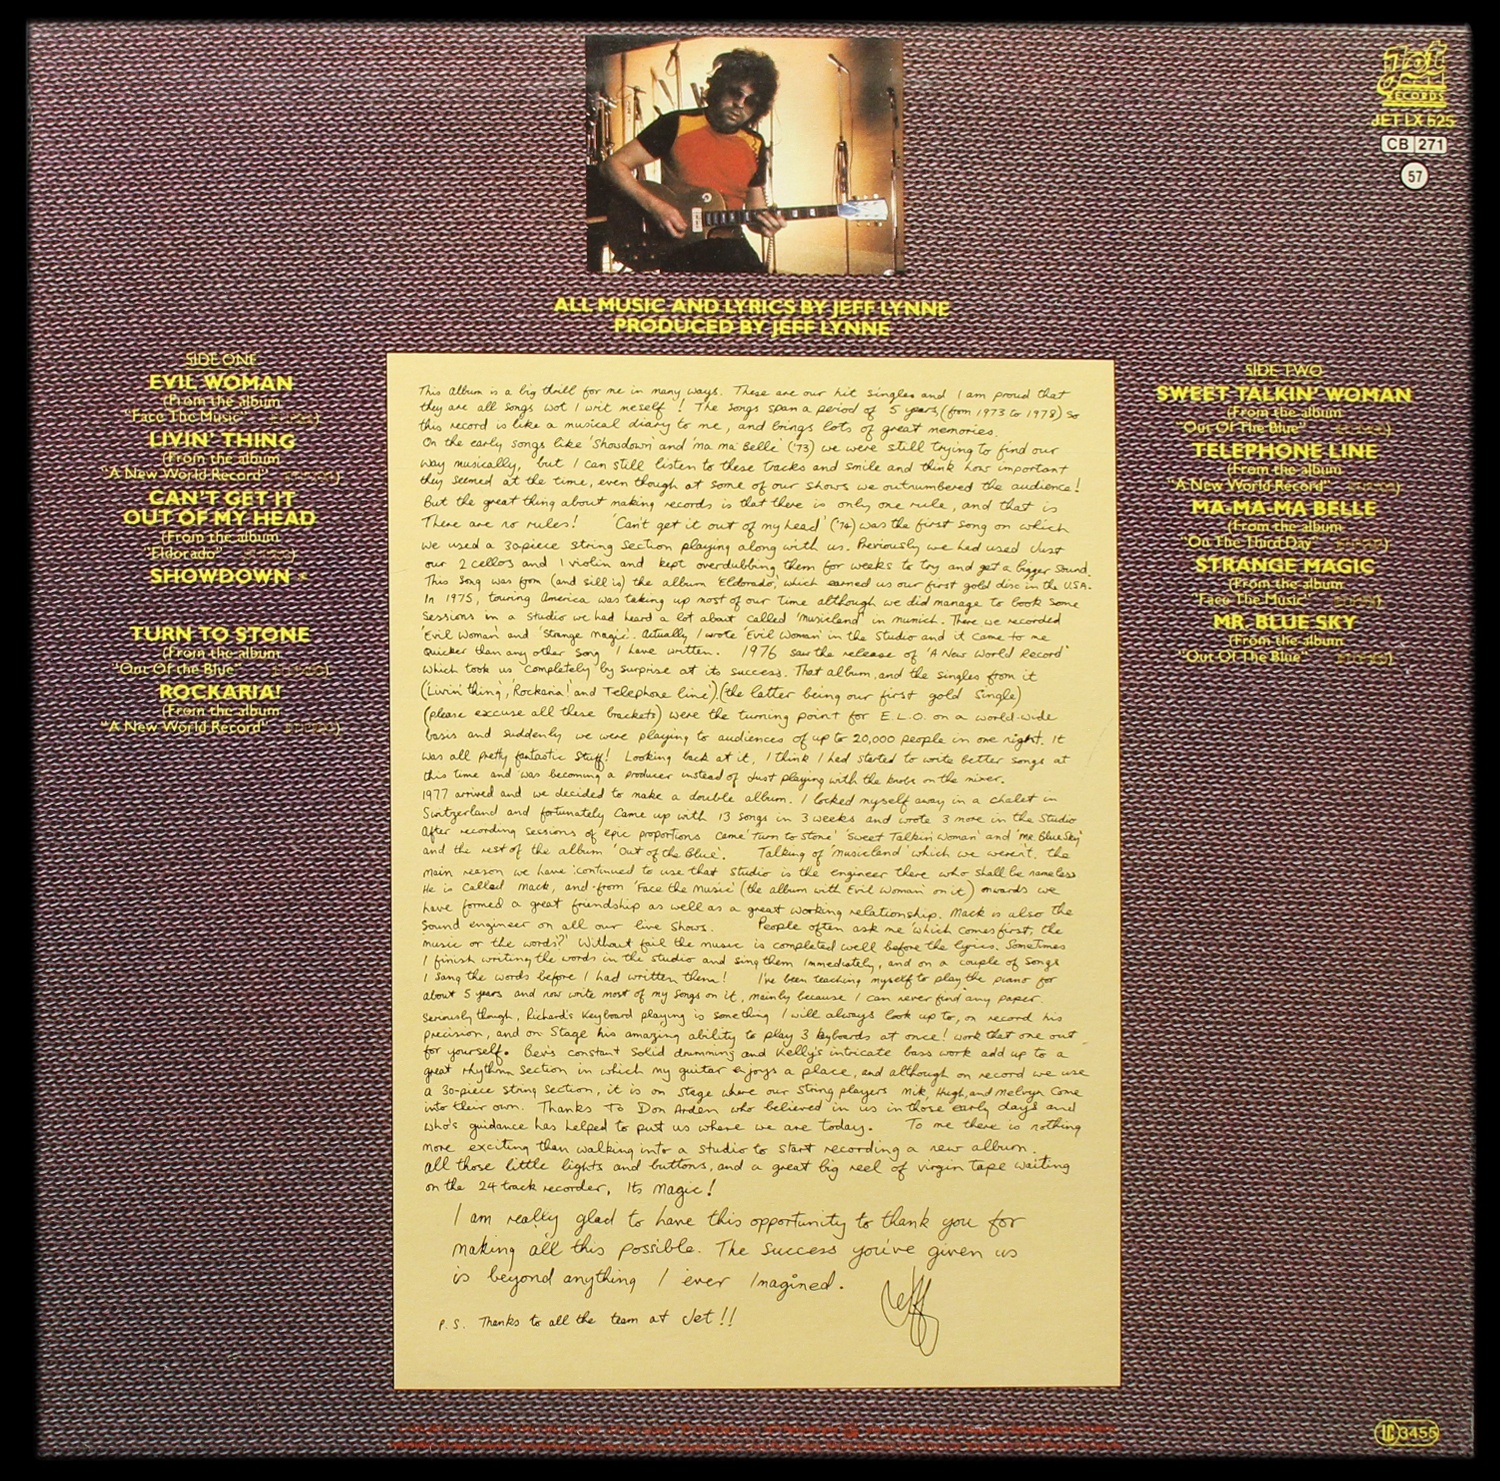 Jet
RECORDS
JET LX 525
CB 271
57
ALL MUSIC AND LYRICS BY JEFF LYNNE
PRODUCED BY JEFF LYNNE
SIDE ONE
EVIL WOMAN
(From the album
"Face The Music" )
LIVIN' THING
(From the album
"A New World Record" )
CAN'T GET IT
OUT OF MY HEAD
(From the album
"Eldorado" )
SHOWDOWN *
TURN TO STONE
(From the album
"Out Of the Blue" )
ROCKARIA!
(From the album
"A New World Record" )
This album is a big thrill for me in many ways. These are our hit singles and I am proud that
they are all songs wot I writ meself! The songs span a period of 5 years (from 1973 to 1978) so
this record is like a musical diary to me, and brings lots of great memories.
On the early songs like 'Showdown' and 'ma ma Belle' ('73) we were still trying to find our
way musically, but I can still listen to these tracks and smile and think how important
they seemed at the time, even though at some of our shows we outnumbered the audience!
But the great thing about making records is that there is only one rule, and that is
There are no rules! 'Can't get it out of my head' ('74) was the first song on which
we used a 30 piece string section playing along with us. Previously we had used Just
our 2 cellos and 1 violin and kept overdubbing them for weeks to try and get a bigger sound.
This song was from (and sill is) the album 'Eldorado', which earned us our first gold disc in the U.S.A.
In 1975, touring America was taking up most of our time although we did manage to book some
sessions in a studio we had heard a lot about called 'Musicland' in Munich. There we recorded
'Evil Woman' and 'Strange Magic'. Actually I wrote 'Evil Woman' in the studio and it came to me
quicker than any other song I have written. 1976 saw the release of 'A New World Record'
which took us completely by surprise at its success. That album, and the singles from it
('Livin' thing', 'Rockaria!' and Telephone line'), (the latter being our first gold single)
(please excuse all these brackets) were the turning point for E.L.O. on a world-wide
basis and suddenly we were playing to audiences of up to 20,000 people in one night. It
was all pretty fantastic stuff! Looking back at it, I think I had started to write better songs at
this time and was becoming a producer instead of Just playing with the knobs on the mixer.
1977 arrived and we decided to make a double album. I locked myself away in a chalet in
Switzerland and fortunately came up with 13 songs in 3 weeks and wrote 3 more in the studio
After recording sessions of epic proportions came 'Turn to Stone' 'Sweet Talkin' Woman' and 'Mr Blue Sky'
and the rest of the album 'Out of the Blue'. Talking of 'Musicland' which we weren't, the
main reason we have continued to use that studio is the engineer there who shall be nameless
He is called Mack, and from 'Face the Music' (the album with Evil Woman' on it) onwards we
have formed a great friendship as well as a great working relationship. Mack is also the
sound engineer on all our live shows. People often ask me 'which comes first, the
music or the words?' Without fail the music is completed well before the lyrics. Sometimes
I finish writing the words in the studio and sing them immediately, and on a couple of songs
I sang the words before I had written them! I've been teaching myself to play the piano for
about 5 years and now write most of my songs on it, mainly because I can never find any paper.
Seriously though, Richard's keyboard playing is something I will always look up to, on record his
precision, and on stage his amazing ability to play 3 keyboards at once! work that one out
for yourself. Bev's constant solid drumming and Kelly's intricate bass work add up to a
great rhythm section in which my guitar enjoys a place, and although on record we use
a 30-piece string section, it is on stage where our string players Mik, Hugh, and Melvyn come
into their own. Thanks to Don Arden who believed in us in those early days and
who's guidance has helped to put us where we are today. To me there is nothing
more exciting than walking into a studio to start recording a new album.
all those little lights and buttons, and a great big reel of virgin tape waiting
on the 24 track recorder, Its Magic!
I am really glad to have this opportunity to thank you for
making all this possible. The success you've given us
is beyond anything I ever Imagined.
Jeff
P.S. Thanks to all the team at Jet!!
SIDE TWO
SWEET TALKIN' WOMAN
(From the album
"Out Of The Blue" )
TELEPHONE LINE
(From the album
"A New World Record" )
MA-MA-MA BELLE
(From the album
"On The Third Day" )
STRANGE MAGIC
(From the album
"Face The Music" )
MR. BLUE SKY
(From the album
"Out Of The Blue" )
LC 3455